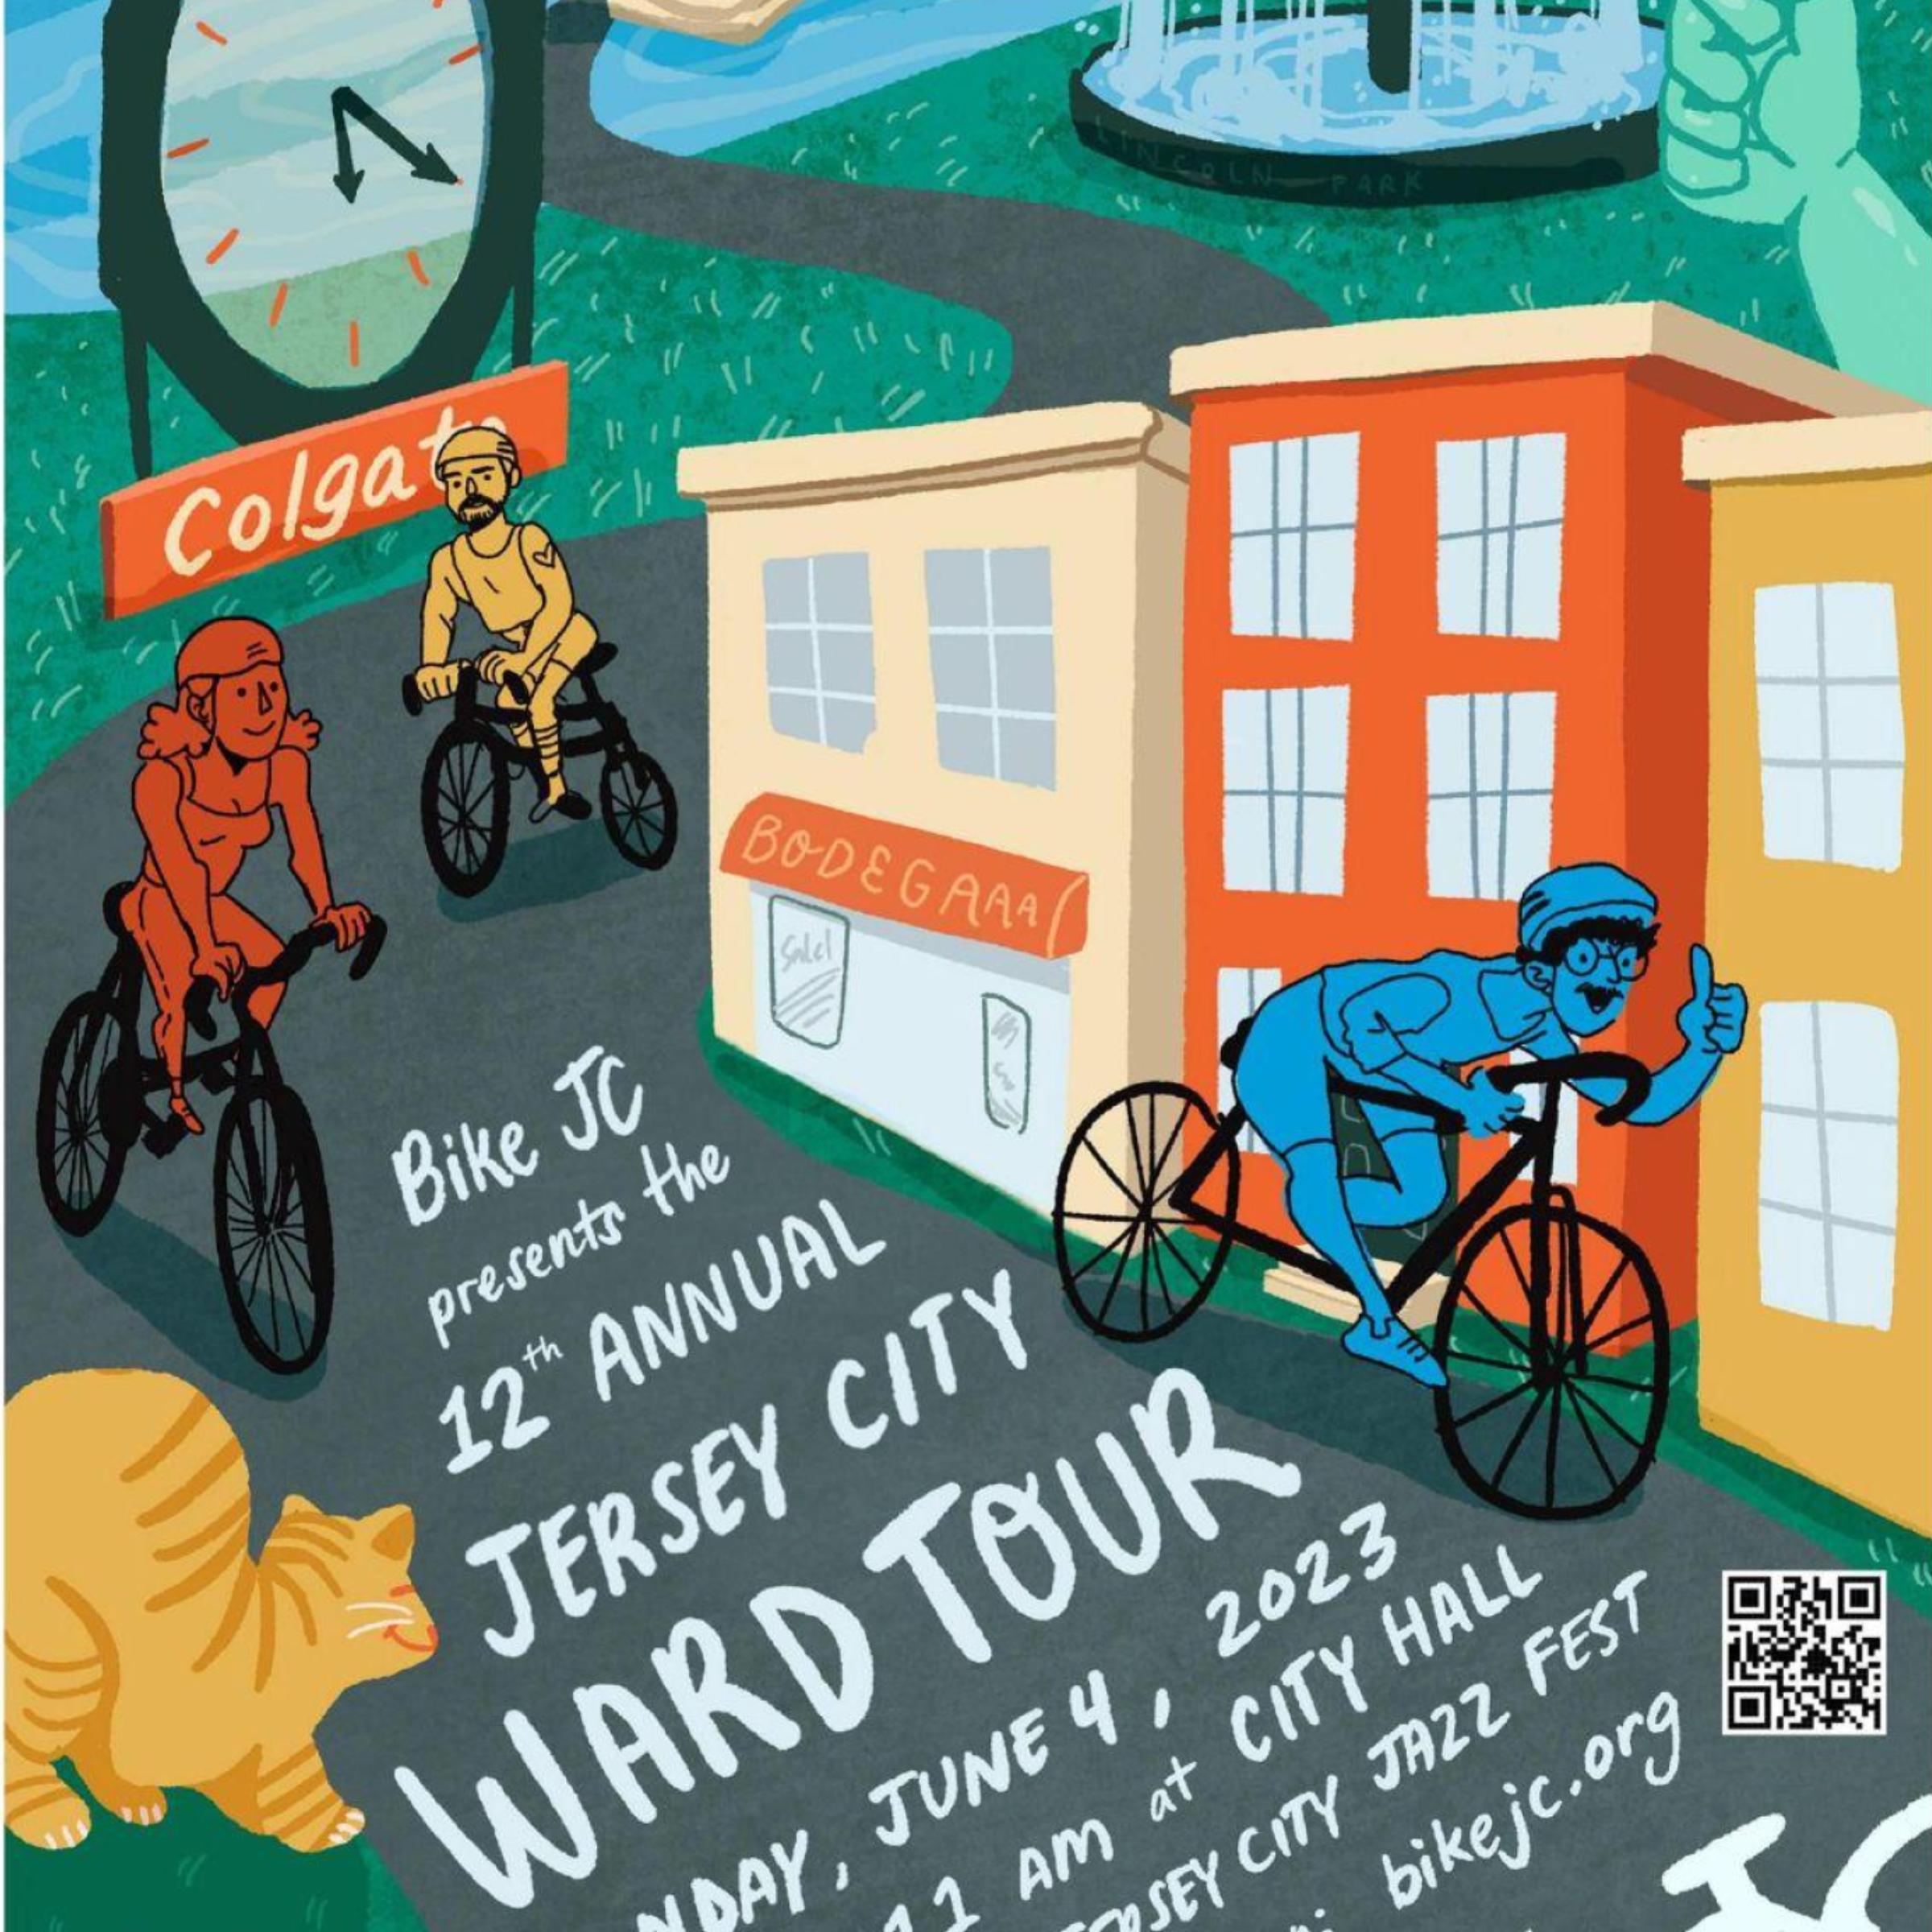 LINCOLN PARK
Colgate
BODEGAAA
Sale!
Bike JC
presents the
12th ANNUAL
JERSEY CITY
WARD TOUR
NDAY, JUNE 4, 2023
11 AM at CITY HALL
JERSEY CITY JAZZ FEST
bikejc.org